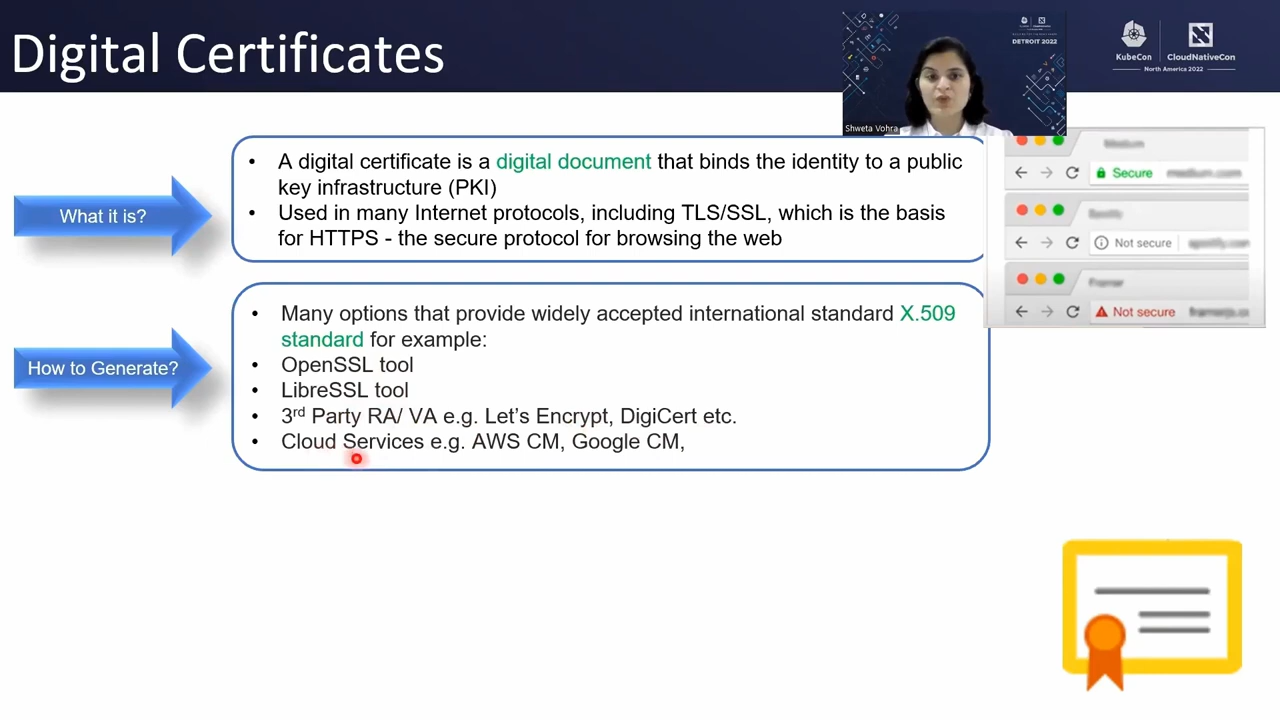 Digital Certificates
DETROIT 2022
KubeCon
CloudNativeCon
North America 2022
Shweta Vohra
What it is?
• A digital certificate is a digital document that binds the identity to a public
key infrastructure (PKI)
• Used in many Internet protocols, including TLS/SSL, which is the basis
for HTTPS - the secure protocol for browsing the web
Secure
Not secure
Not secure
How to Generate?
• Many options that provide widely accepted international standard X.509
standard for example:
• OpenSSL tool
• LibreSSL tool
• 3rd Party RA/ VA e.g. Let's Encrypt, DigiCert etc.
• Cloud Services e.g. AWS CM, Google CM,